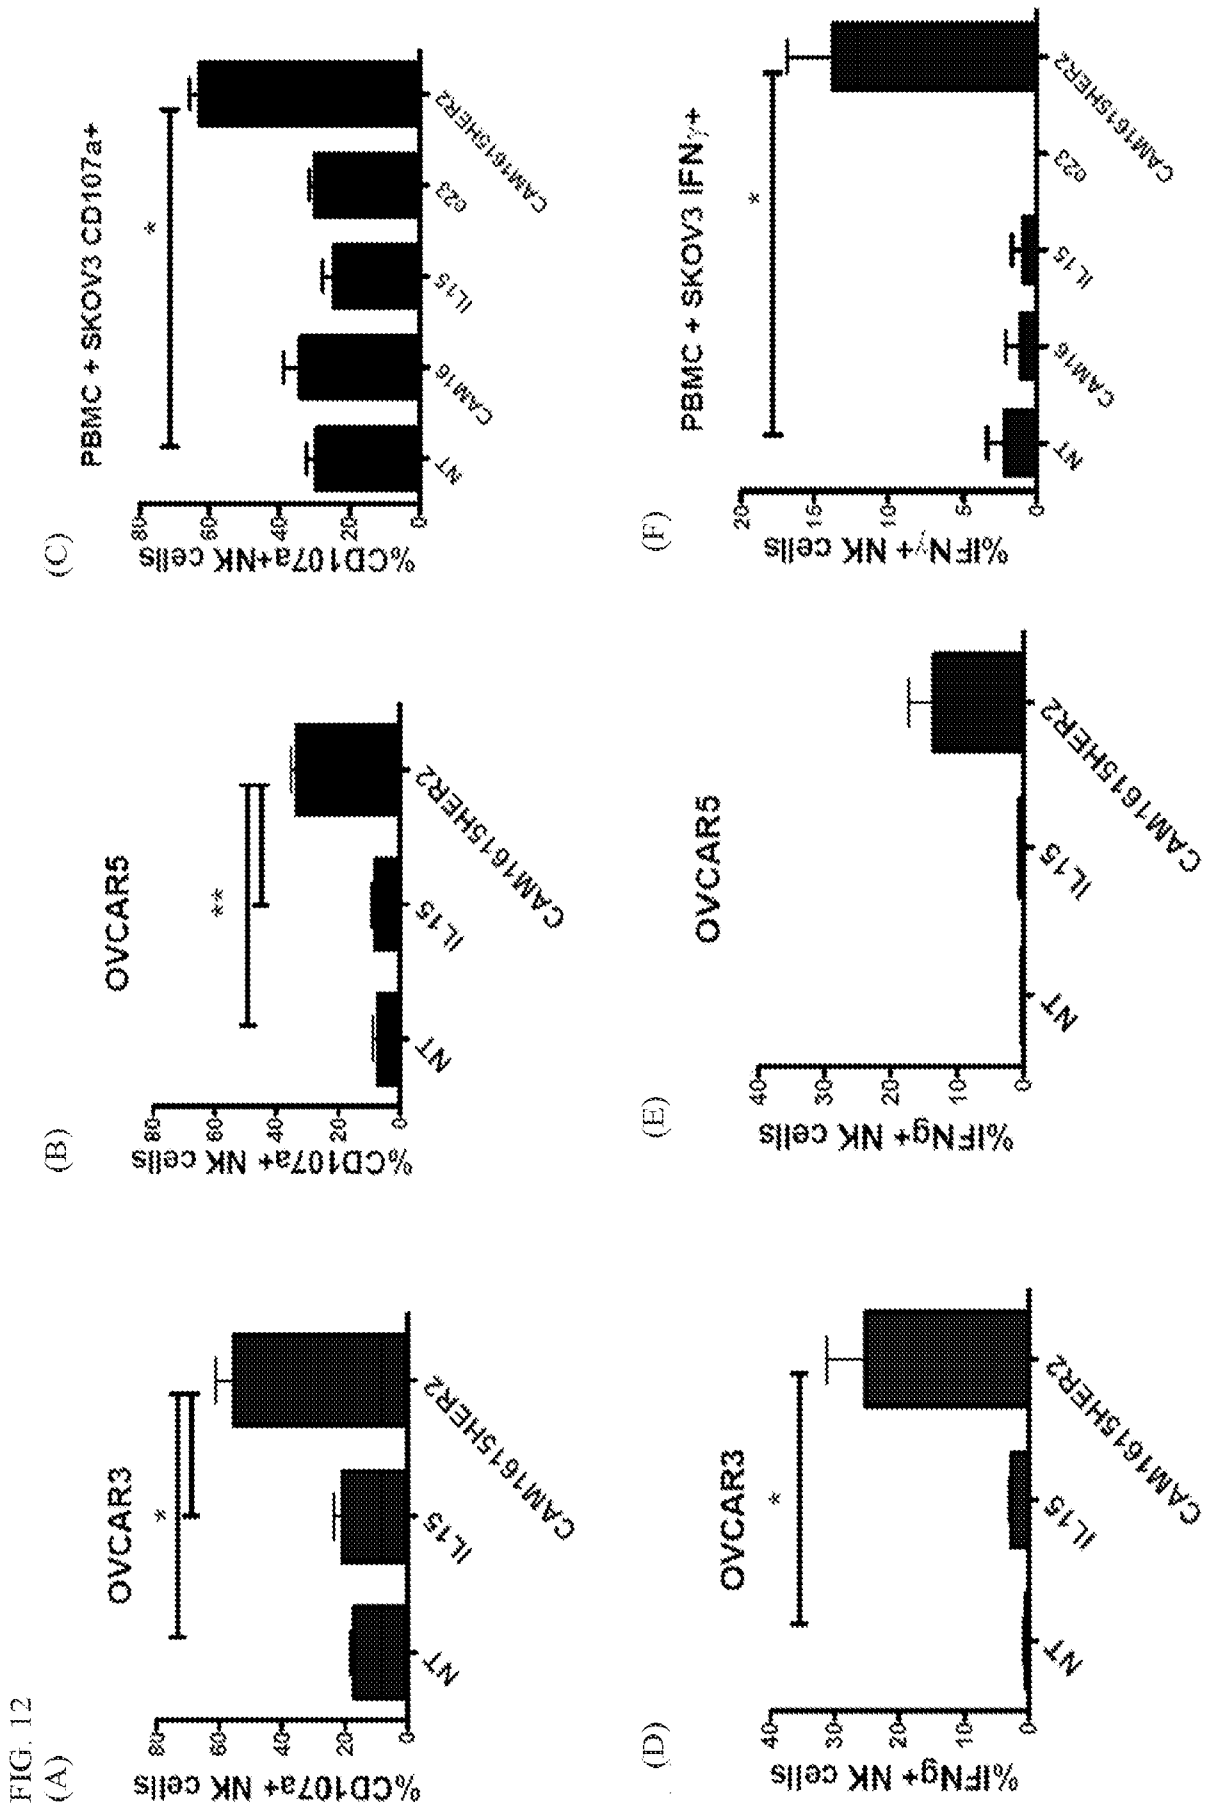 FIG. 12
(A)
OVCAR3
%CD107a+ NK cells
80
60
40
20
0
*
NT
IL15
CAM1615HER2
(B)
OVCAR5
%CD107a+ NK cells
80
60
40
20
0
**
NT
IL15
CAM1615HER2
(C)
PBMC + SKOV3 CD107a+
%CD107a+NK cells
80
60
40
20
0
*
NT
CAM16
IL15
e23
CAM1615HER2
(D)
OVCAR3
%IFNg+ NK cells
40
30
20
10
0
*
NT
IL15
CAM1615HER2
(E)
OVCAR5
%IFNg+ NK cells
40
30
20
10
0
NT
IL15
CAM1615HER2
(F)
PBMC + SKOV3 IFNγ+
%IFNγ+ NK cells
20
15
10
5
0
*
NT
CAM16
IL15
e23
CAM1615HER2